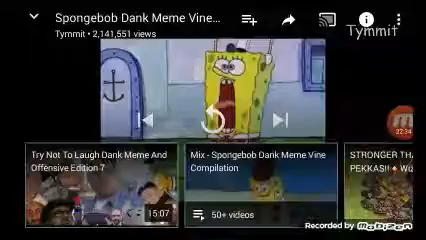 Spongebob Dank Meme Vine...
Tymmit • 2,141,551 views
Tymmit
22:34
Try Not To Laugh Dank Meme And
Offensive Edition 7
15:07
Mix - Spongebob Dank Meme Vine
Compilation
50+ videos
STRONGER THA
PEKKAS!!
Recorded by MOBIZEN